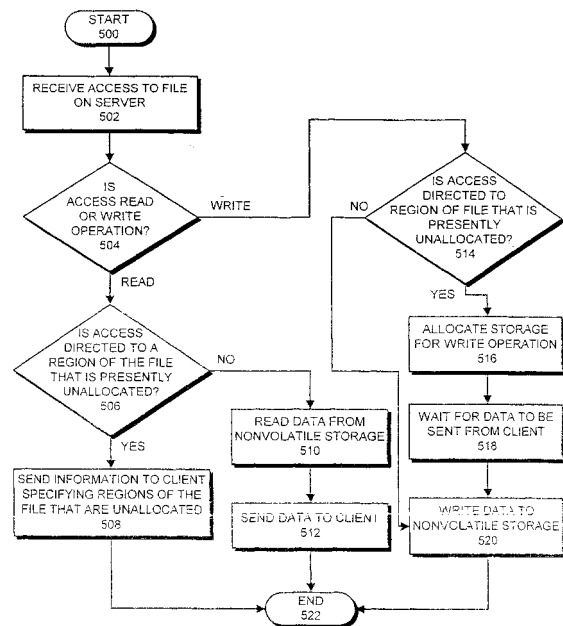 START
500
RECEIVE ACCESS TO FILE
ON SERVER
502
IS
ACCESS READ
OR WRITE
OPERATION?
504
WRITE
READ
IS ACCESS
DIRECTED TO A
REGION OF THE FILE
THAT IS PRESENTLY
UNALLOCATED?
506
NO
YES
SEND INFORMATION TO CLIENT
SPECIFYING REGIONS OF THE
FILE THAT ARE UNALLOCATED
508
READ DATA FROM
NONVOLATILE STORAGE
510
SEND DATA TO CLIENT
512
IS ACCESS
DIRECTED TO
REGION OF FILE THAT IS
PRESENTLY
UNALLOCATED?
514
NO
YES
ALLOCATE STORAGE
FOR WRITE OPERATION
516
WAIT FOR DATA TO BE
SENT FROM CLIENT
518
WRITE DATA TO
NONVOLATILE STORAGE
520
END
522